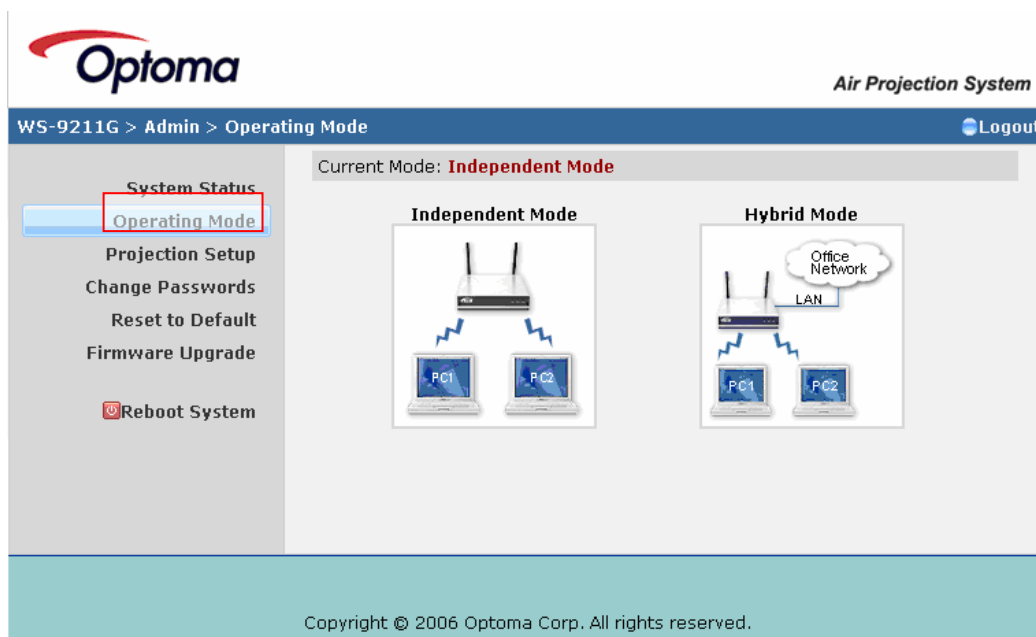 Optoma
Air Projection System
WS-9211G > Admin > Operating Mode
Logout
System Status
Operating Mode
Projection Setup
Change Passwords
Reset to Default
Firmware Upgrade
Reboot System
Current Mode: Independent Mode
Independent Mode
PC1
PC2
Hybrid Mode
Office
Network
LAN
PC1
PC2
Copyright © 2006 Optoma Corp. All rights reserved.